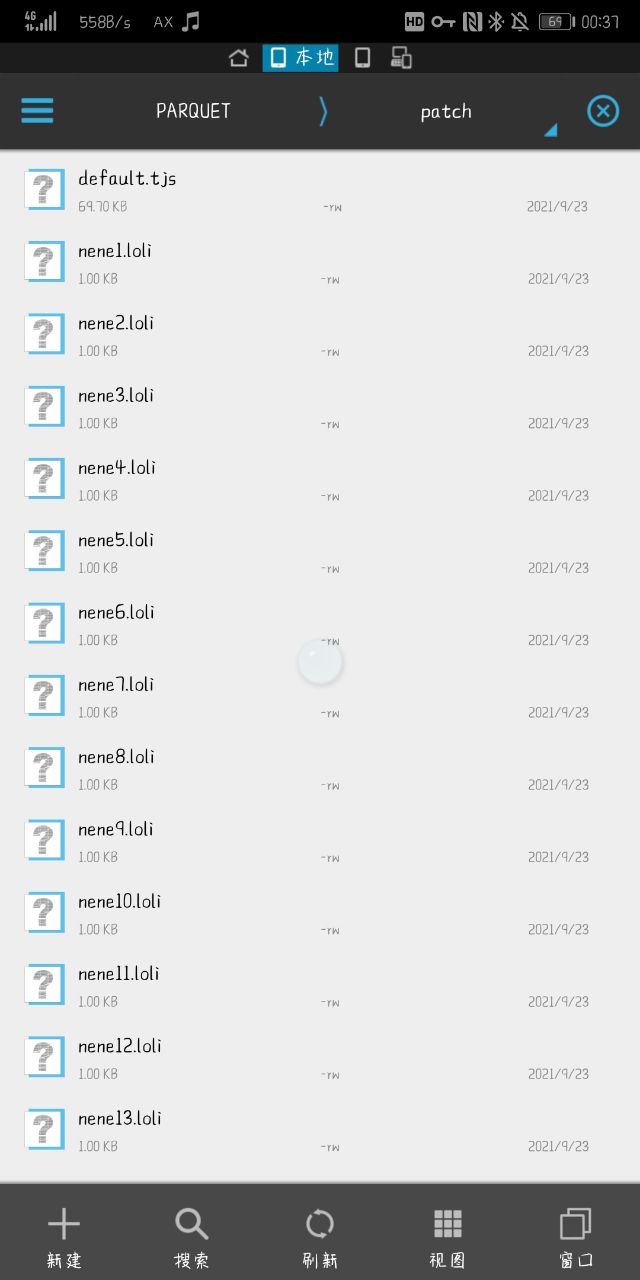 4G 558B/s AX HD 69 00:37
本地
PARQUET 〉 patch
default.tjs
69.70 KB -rw 2021/9/23
nene1.loli
1.00 KB -rw 2021/9/23
nene2.loli
1.00 KB -rw 2021/9/23
nene3.loli
1.00 KB -rw 2021/9/23
nene4.loli
1.00 KB -rw 2021/9/23
nene5.loli
1.00 KB -rw 2021/9/23
nene6.loli
1.00 KB -rw 2021/9/23
nene7.loli
1.00 KB -rw 2021/9/23
nene8.loli
1.00 KB -rw 2021/9/23
nene9.loli
1.00 KB -rw 2021/9/23
nene10.loli
1.00 KB -rw 2021/9/23
nene11.loli
1.00 KB -rw 2021/9/23
nene12.loli
1.00 KB -rw 2021/9/23
nene13.loli
1.00 KB -rw 2021/9/23
新建 搜索 刷新 视图 窗口